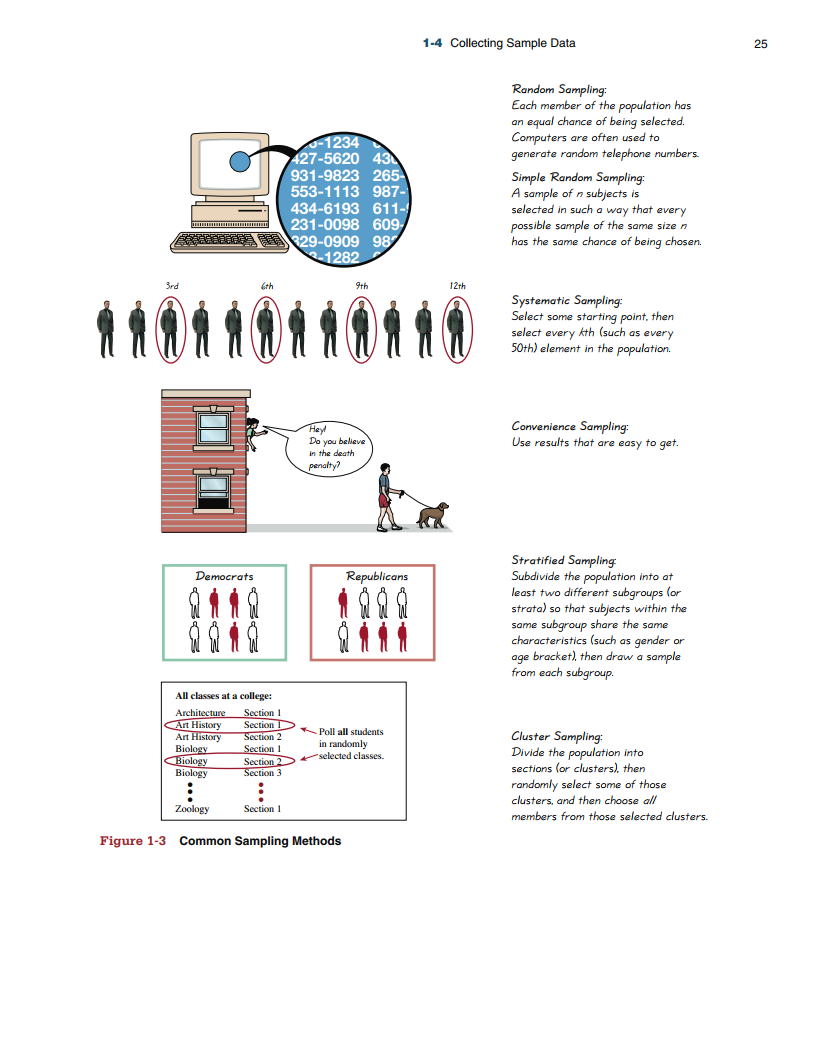 1-4 Collecting Sample Data 25
Random Sampling:
Each member of the population has
an equal chance of being selected.
Computers are often used to
generate random telephone numbers.
Simple Random Sampling:
A sample of n subjects is
selected in such a way that every
possible sample of the same size n
has the same chance of being chosen.
-1234
427-5620 43
931-9823 265-
553-1113 987-
434-6193 611-
231-0098 609-
329-0909 98
-1282
3rd 6th 9th 12th
Systematic Sampling:
Select some starting point, then
select every kth (such as every
50th) element in the population.
Hey!
Do you believe
in the death
penalty?
Convenience Sampling:
Use results that are easy to get.
Democrats Republicans
Stratified Sampling:
Subdivide the population into at
least two different subgroups (or
strata) so that subjects within the
same subgroup share the same
characteristics (such as gender or
age bracket), then draw a sample
from each subgroup.
All classes at a college:
Architecture Section 1
Art History Section 1
Art History Section 2
Biology Section 1
Biology Section 2
Biology Section 3
Zoology Section 1
Poll all students
in randomly
selected classes.
Cluster Sampling:
Divide the population into
sections (or clusters), then
randomly select some of those
clusters, and then choose all
members from those selected clusters.
Figure 1-3 Common Sampling Methods